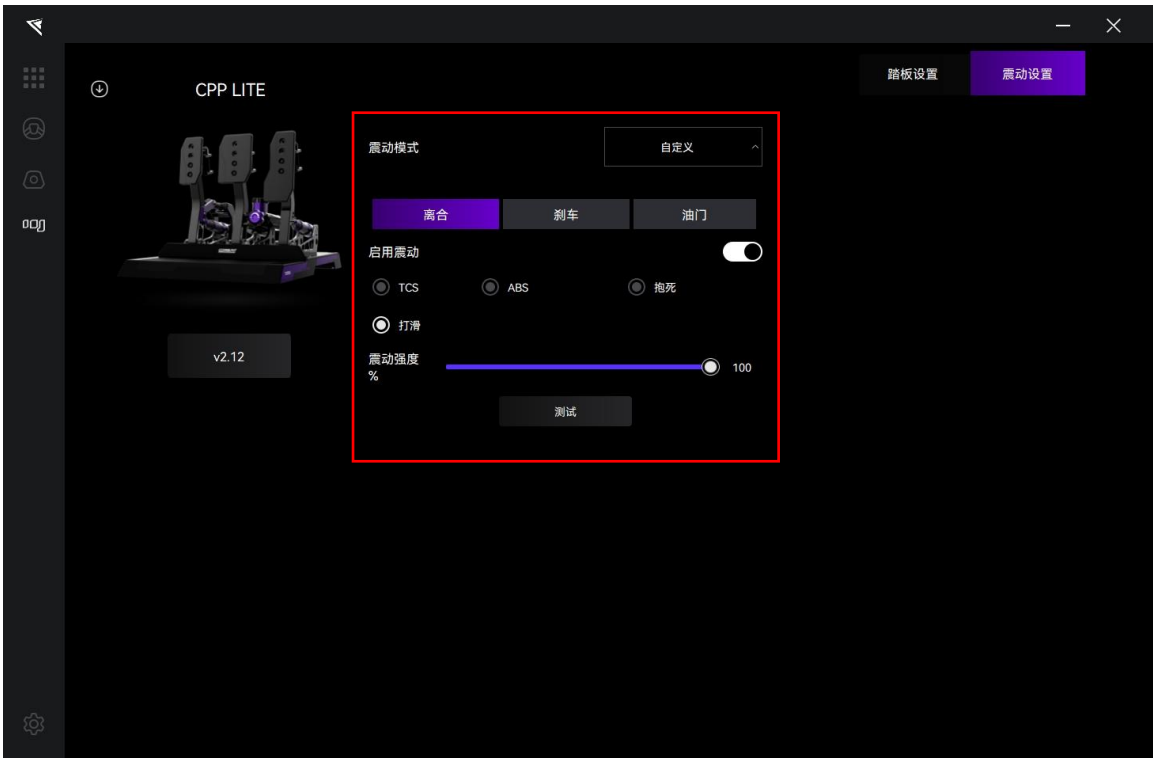 踏板设置
震动设置
CPP LITE
震动模式
自定义
离合
刹车
油门
启用震动
TCS
ABS
抱死
打滑
v2.12
震动强度
%
100
测试